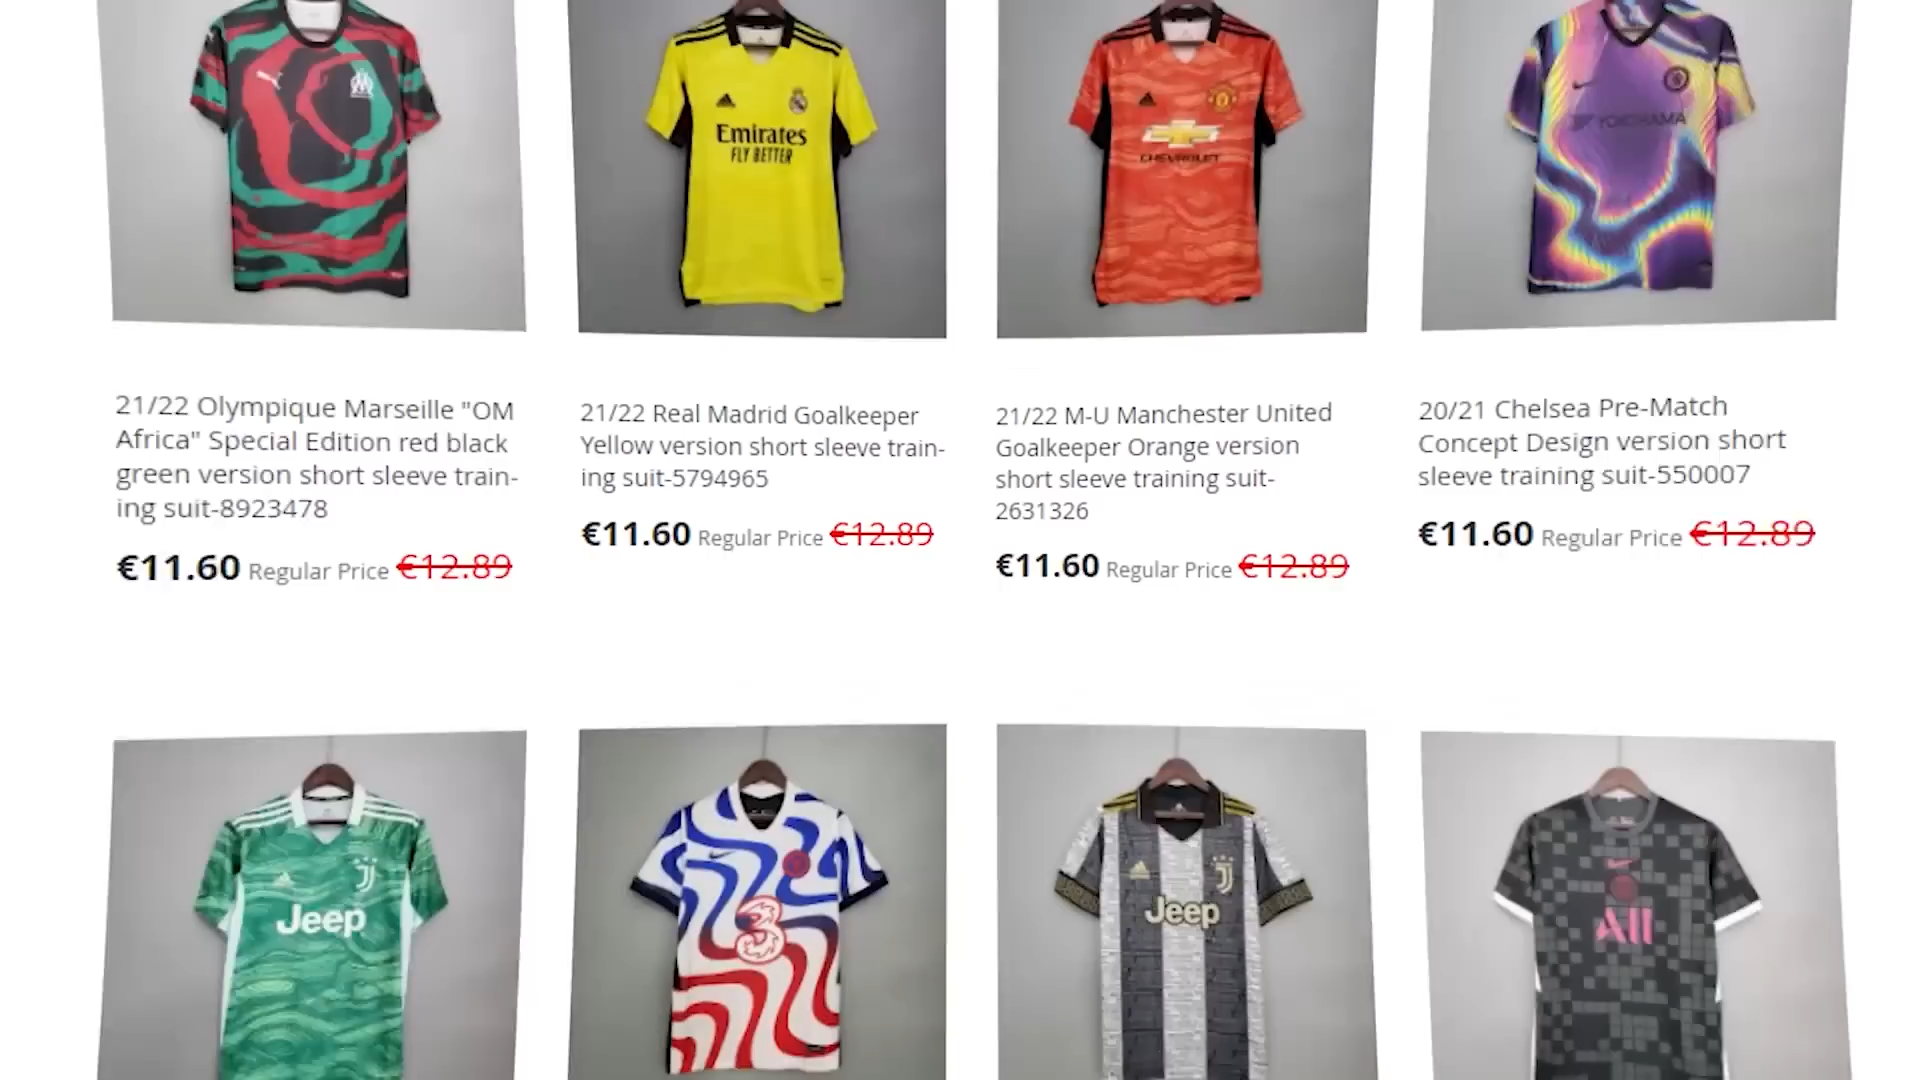 Emirates
FLY BETTER
CHEVROLET
YOKOHAMA
21/22 Olympique Marseille "OM
Africa" Special Edition red black
green version short sleeve train-
ing suit-8923478
€11.60 Regular Price €12.89
21/22 Real Madrid Goalkeeper
Yellow version short sleeve train-
ing suit-5794965
€11.60 Regular Price €12.89
21/22 M-U Manchester United
Goalkeeper Orange version
short sleeve training suit-
2631326
€11.60 Regular Price €12.89
20/21 Chelsea Pre-Match
Concept Design version short
sleeve training suit-550007
€11.60 Regular Price €12.89
Jeep
3
Jeep
All